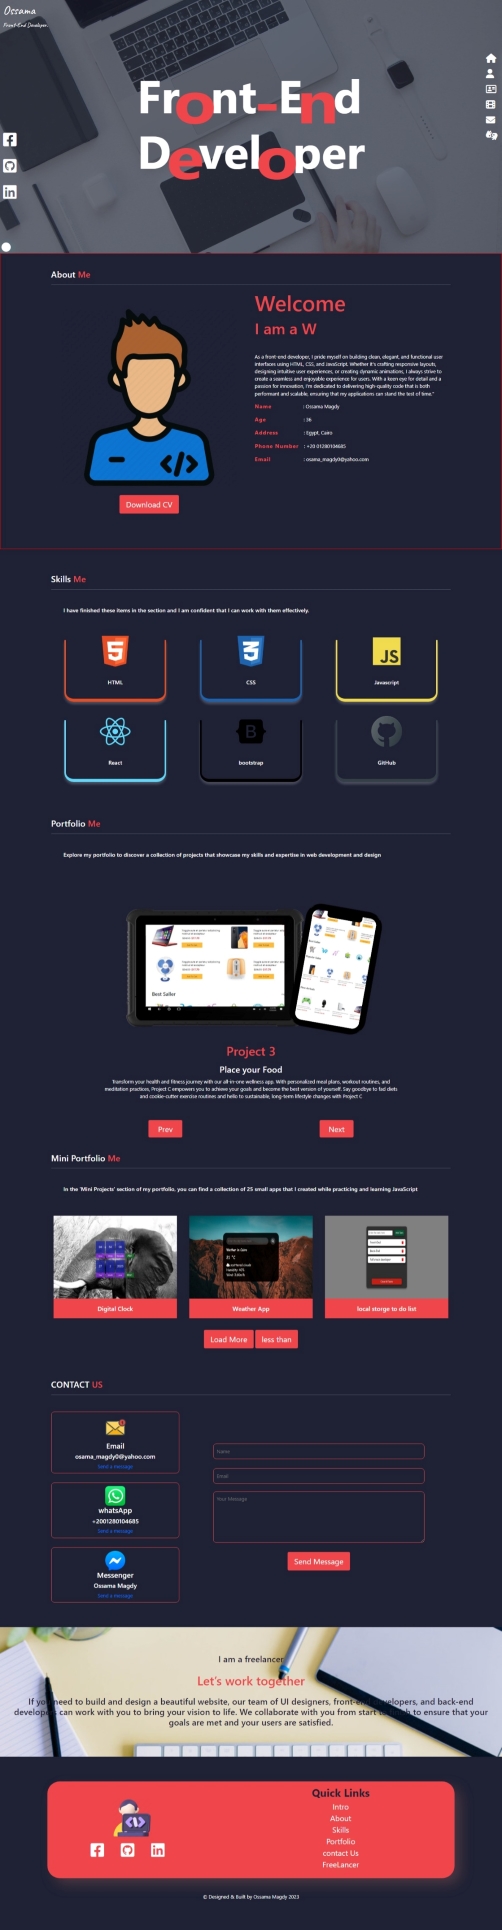 Ossama
Front-End Developer.
Front-End
Developer
About Me
Welcome
I am a W
As a front-end developer, I pride myself on building clean, elegant, and functional user
interfaces using HTML, CSS, and JavaScript. Whether it's crafting responsive layouts,
designing intuitive user experiences, or creating dynamic animations, I always strive to
create a seamless and enjoyable experience for users. With a keen eye for detail and a
passion for innovation, I'm dedicated to delivering high-quality code that is both
performant and scalable, ensuring that my applications can stand the test of time."
Name : Ossama Magdy
Age : 36
Address : Egypt, Cairo
Phone Number : +20 01280104685
Email : osama_magdy0@yahoo.com
Download CV
Skills Me
I have finished these items in the section and I am confident that I can work with them effectively.
HTML
CSS
JS
Javascript
React
bootstrap
GitHub
Portfolio Me
Explore my portfolio to discover a collection of projects that showcase my skills and expertise in web development and design
Best Seller
Project 3
Place your Food
Transform your health and fitness journey with our all-in-one wellness app. With personalized meal plans, workout routines, and
meditation practices, Project C empowers you to achieve your goals and become the best version of yourself. Say goodbye to fad diets
and cookie-cutter exercise routines and hello to sustainable, long-term lifestyle changes with Project C
Prev
Next
Mini Portfolio Me
In the 'Mini Projects' section of my portfolio, you can find a collection of 25 small apps that I created while practicing and learning JavaScript
Digital Clock
Weather App
local storge to do list
Load More
less than
CONTACT US
Email
osama_magdy0@yahoo.com
Send a message
whatsApp
+2001280104685
Send a message
Messenger
Ossama Magdy
Send a message
Name
Email
Your Message
Send Message
I am a freelancer
Let's work together
If you need to build and design a beautiful website, our team of UI designers, front-end developers, and back-end
developers can work with you to bring your vision to life. We collaborate with you from start to finish to ensure that your
goals are met and your users are satisfied.
Quick Links
Intro
About
Skills
Portfolio
contact Us
FreeLancer
© Designed & Built by Ossama Magdy 2023